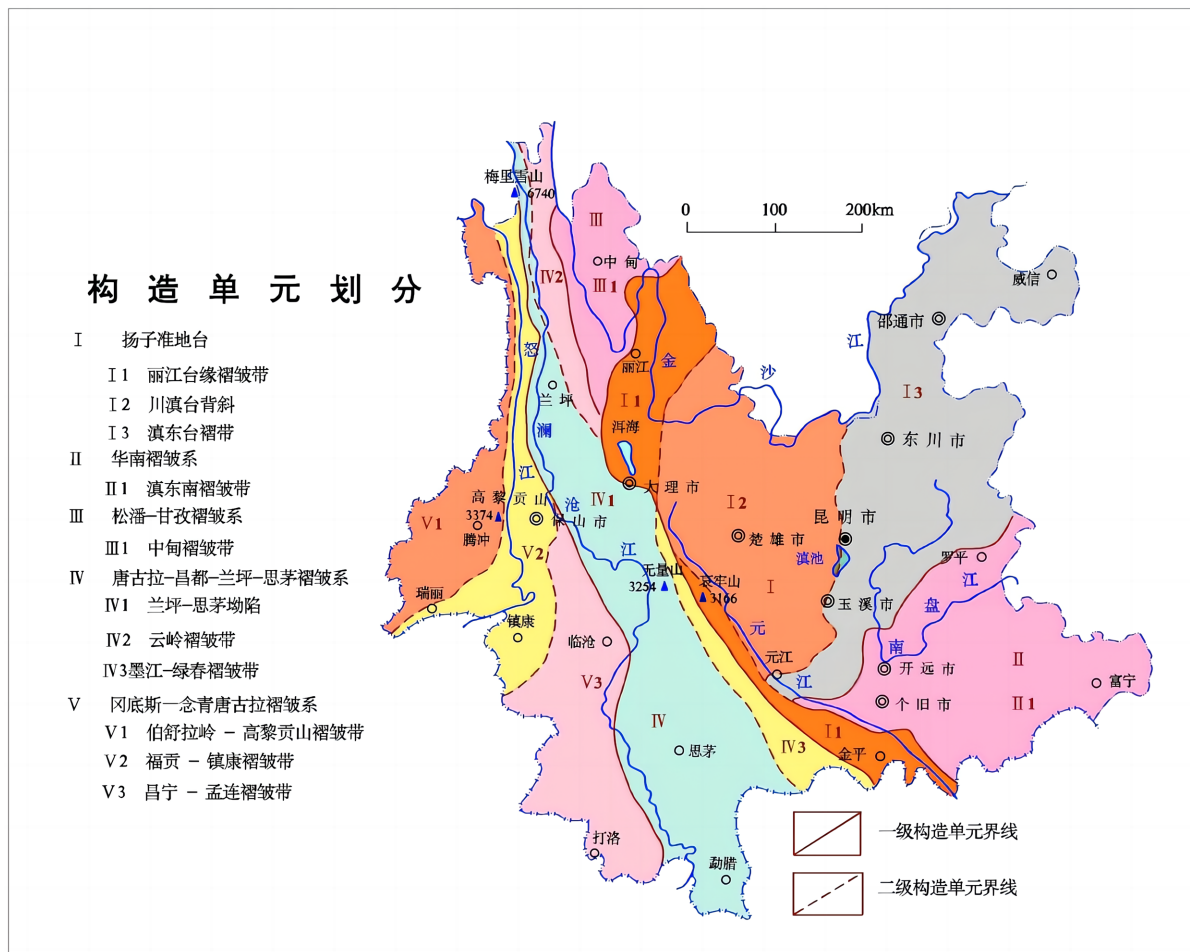 构造单元划分
Ⅰ 扬子准地台
Ⅰ1 丽江台缘褶皱带
Ⅰ2 川滇台背斜
Ⅰ3 滇东台褶带
Ⅱ 华南褶皱系
Ⅱ1 滇东南褶皱带
Ⅲ 松潘—甘孜褶皱系
Ⅲ1 中甸褶皱带
Ⅳ 唐古拉—昌都—兰坪—思茅褶皱系
Ⅳ1 兰坪—思茅坳陷
Ⅳ2 云岭褶皱带
Ⅳ3墨江—绿春褶皱带
Ⅴ 冈底斯—念青唐古拉褶皱系
Ⅴ1 伯舒拉岭 — 高黎贡山褶皱带
Ⅴ2 福贡 — 镇康褶皱带
Ⅴ3 昌宁 — 孟连褶皱带
梅里雪山
6740
0 100 200km
Ⅲ
中甸
Ⅲ1
Ⅳ2
威信
邵通市
江
怒
丽江
金
沙
兰坪
Ⅰ1
Ⅰ3
洱海
澜
东川市
江
大理市
高黎贡山
3374
Ⅴ1
腾冲
保山市
沧
Ⅳ1
Ⅰ2
昆明市
楚雄市
滇池
罗平
Ⅴ2
江
无量山
3254
哀牢山
3166
Ⅰ
江
盘
瑞丽
玉溪市
镇康
临沧
元
南
元江
江
开远市
Ⅱ
富宁
Ⅴ3
个旧市
Ⅱ1
Ⅳ
思茅
Ⅳ3
Ⅰ1
金平
打洛
勐腊
一级构造单元界线
二级构造单元界线